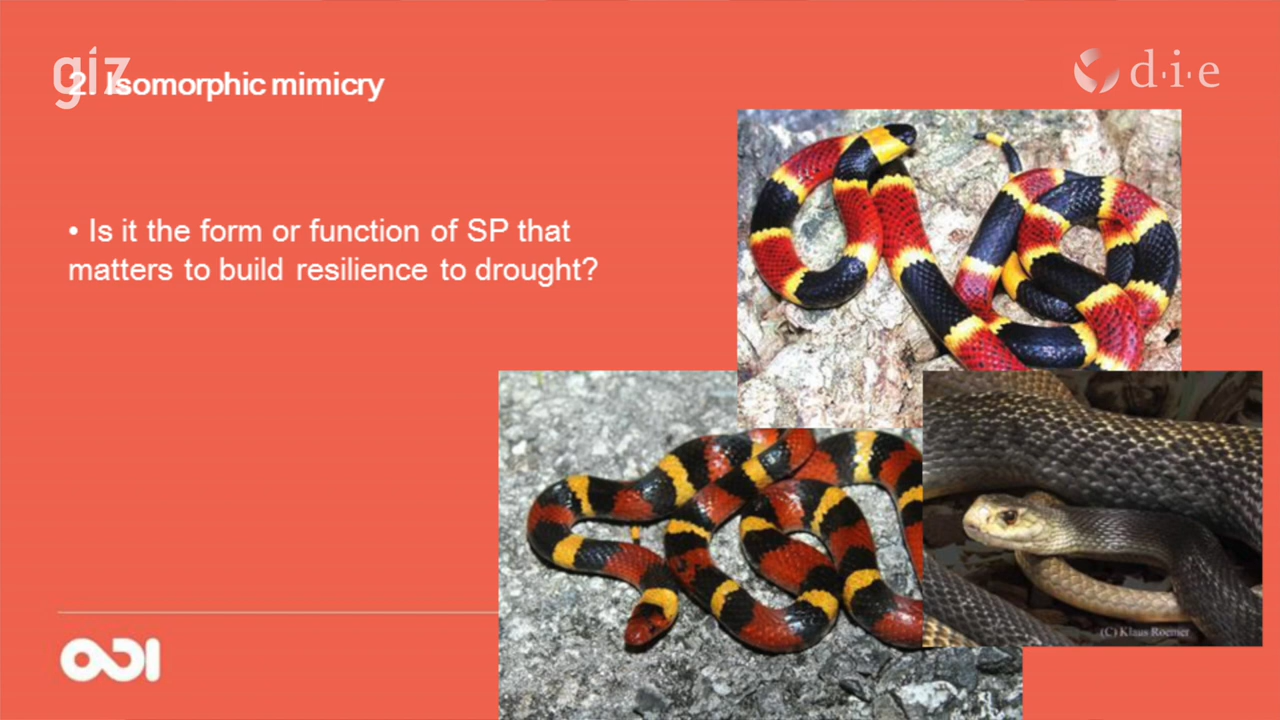 giz
2. Isomorphic mimicry
d·i·e
• Is it the form or function of SP that
matters to build resilience to drought?
(C) Klaus Roemer
ODI